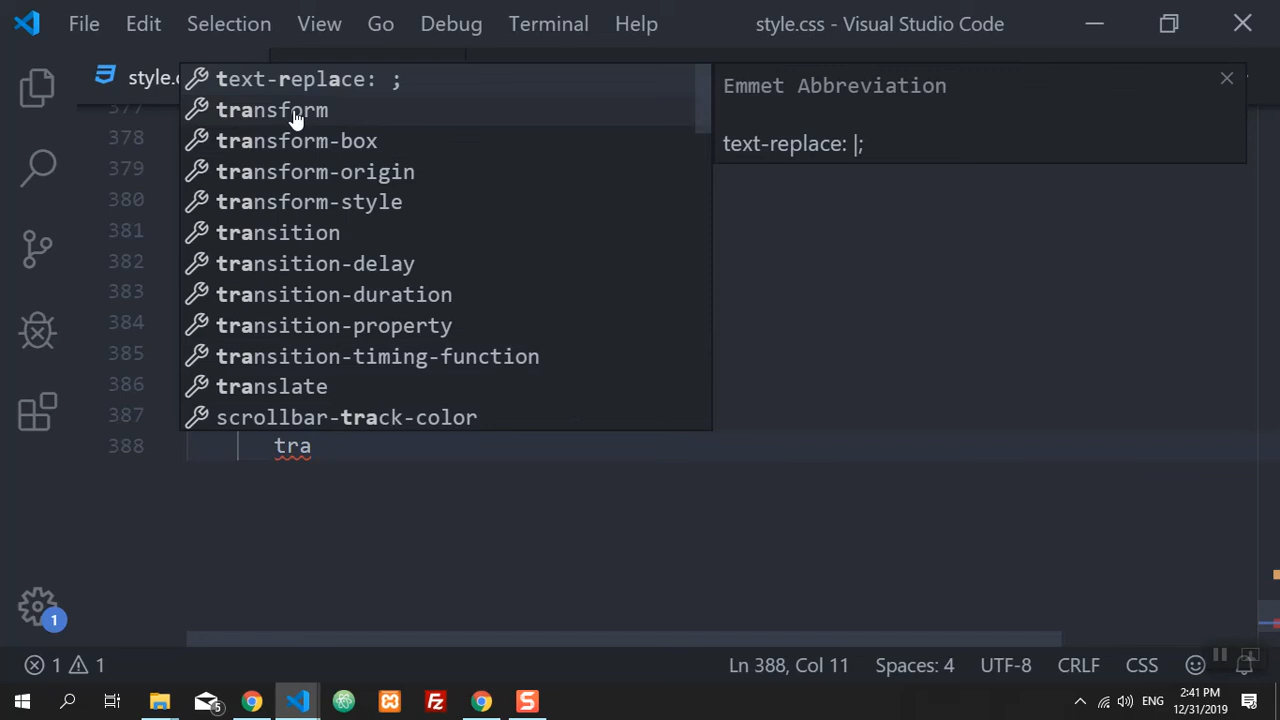 File Edit Selection View Go Debug Terminal Help style.css - Visual Studio Code
style.c
text-replace: ;
transform
transform-box
transform-origin
transform-style
transition
transition-delay
transition-duration
transition-property
transition-timing-function
translate
scrollbar-track-color
Emmet Abbreviation
text-replace: |;
377
378
379
380
381
382
383
384
385
386
387
388 tra
1
1 1 Ln 388, Col 11 Spaces: 4 UTF-8 CRLF CSS
5 ENG 2:41 PM
12/31/2019